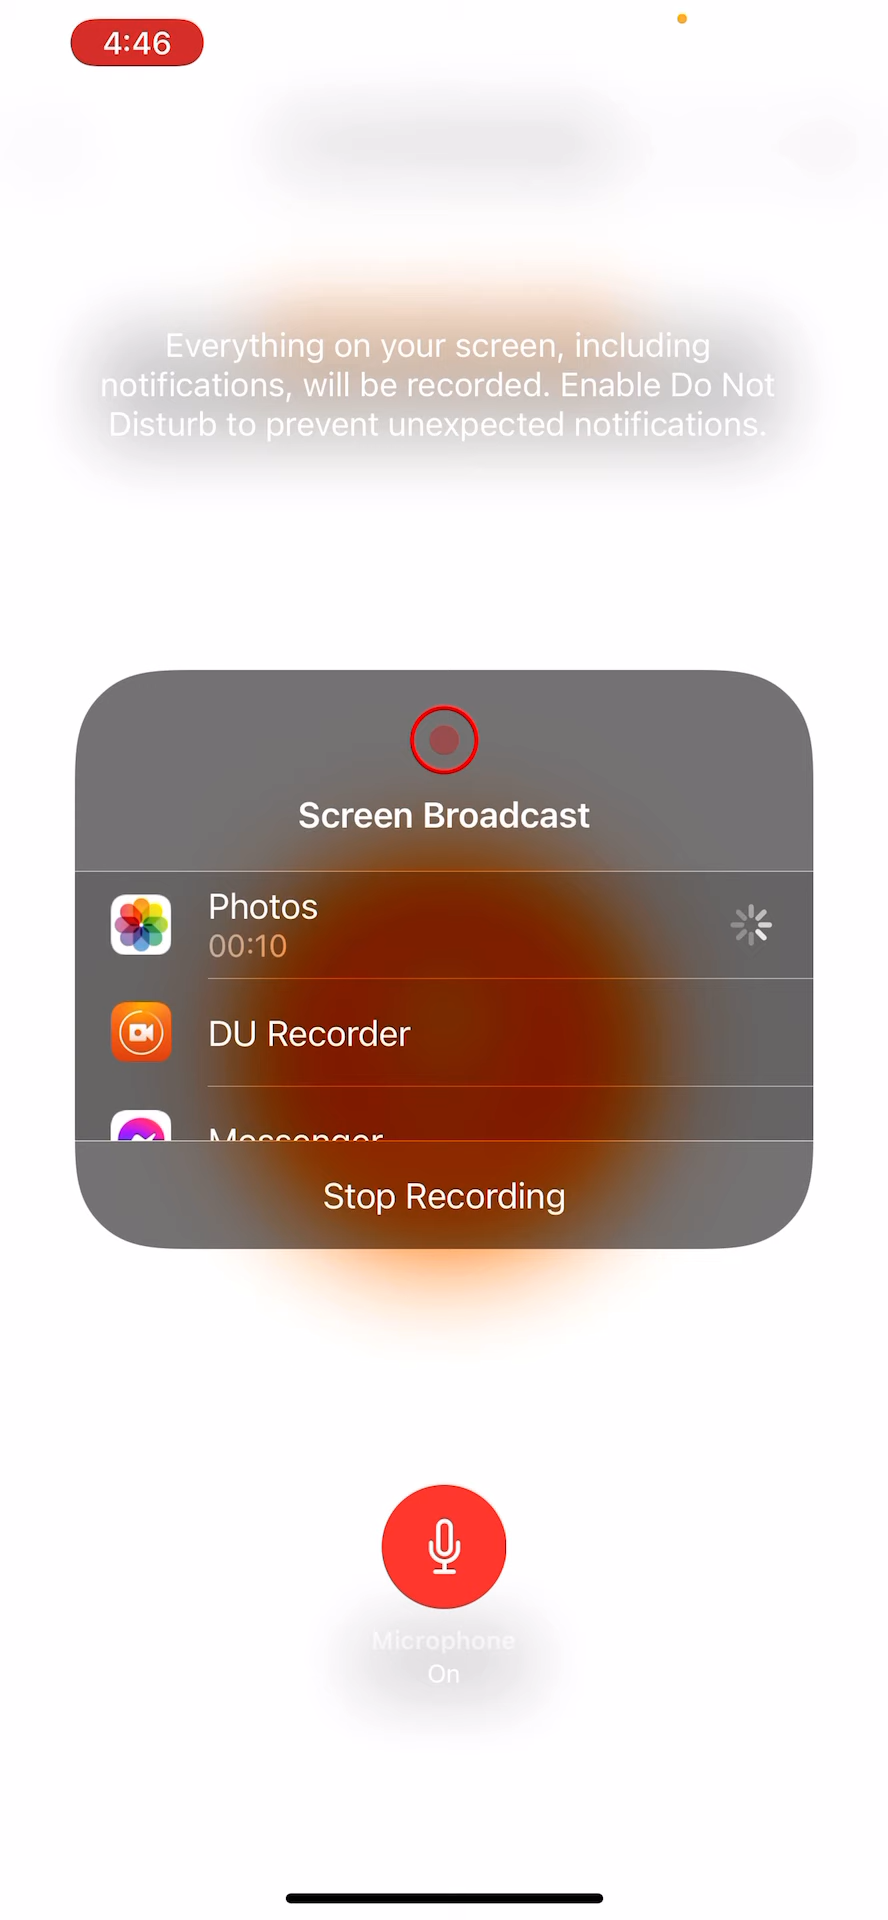 4:46
Everything on your screen, including
notifications, will be recorded. Enable Do Not
Disturb to prevent unexpected notifications.
Screen Broadcast
Photos
00:10
DU Recorder
Messenger
Stop Recording
Microphone
On